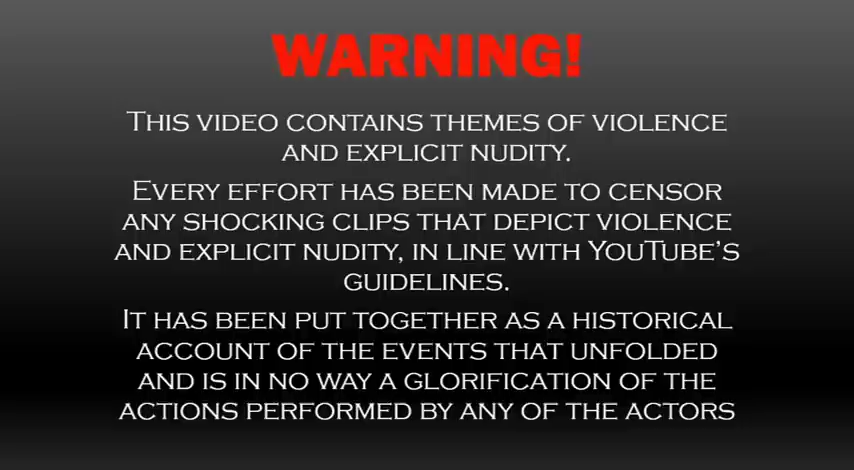 WARNING!
THIS VIDEO CONTAINS THEMES OF VIOLENCE
AND EXPLICIT NUDITY.
EVERY EFFORT HAS BEEN MADE TO CENSOR
ANY SHOCKING CLIPS THAT DEPICT VIOLENCE
AND EXPLICIT NUDITY, IN LINE WITH YOUTUBE'S
GUIDELINES.
IT HAS BEEN PUT TOGETHER AS A HISTORICAL
ACCOUNT OF THE EVENTS THAT UNFOLDED
AND IS IN NO WAY A GLORIFICATION OF THE
ACTIONS PERFORMED BY ANY OF THE ACTORS